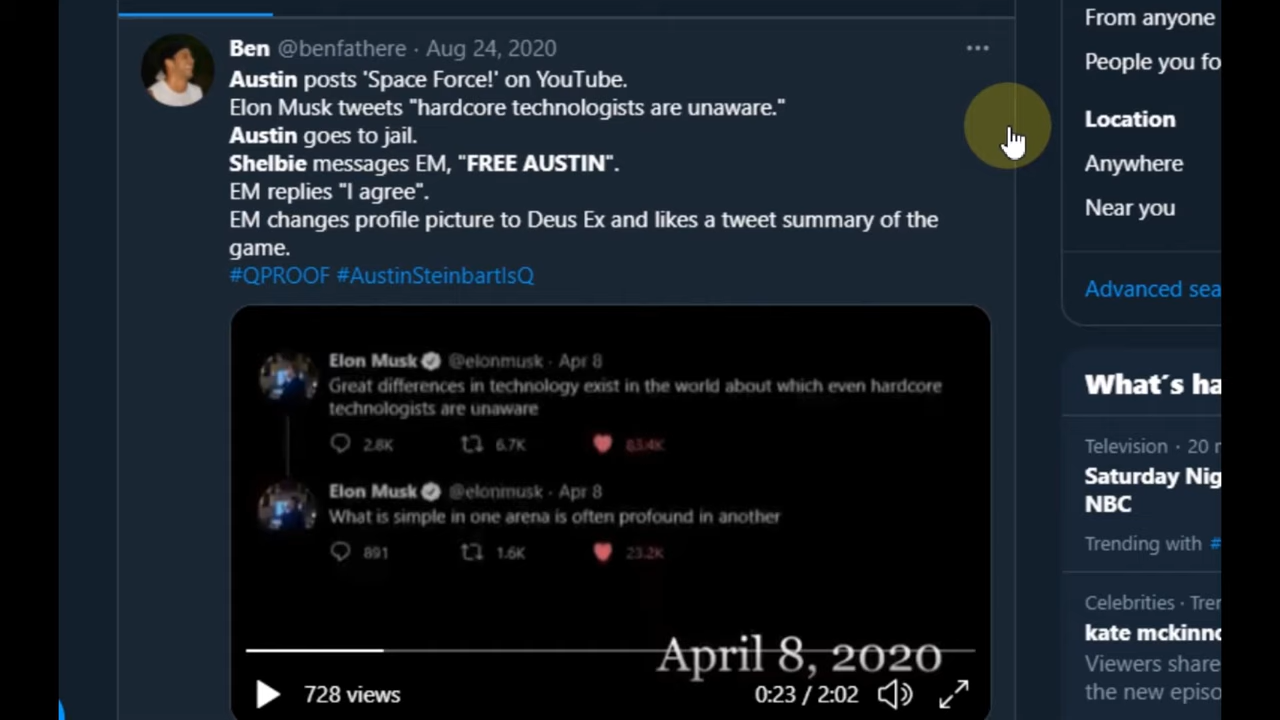 Ben @benfathere · Aug 24, 2020
Austin posts 'Space Force!' on YouTube.
Elon Musk tweets "hardcore technologists are unaware."
Austin goes to jail.
Shelbie messages EM, "FREE AUSTIN".
EM replies "I agree".
EM changes profile picture to Deus Ex and likes a tweet summary of the
game.
#QPROOF #AustinSteinbartIsQ
Elon Musk @elonmusk · Apr 8
Great differences in technology exist in the world about which even hardcore
technologists are unaware
2.8K 6.7K 83.4K
Elon Musk @elonmusk · Apr 8
What is simple in one arena is often profound in another
891 1.6K 23.2K
April 8, 2020
728 views 0:23 / 2:02
From anyone
People you fo
Location
Anywhere
Near you
Advanced sea
What´s ha
Television · 20 r
Saturday Nig
NBC
Trending with #
Celebrities · Trer
kate mckinno
Viewers share
the new episo